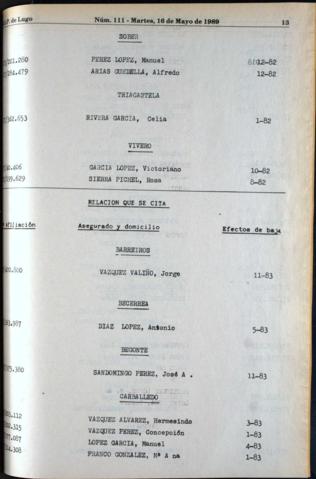 de Lugo Núm. 111 - Martes, 16 de Mayo de 1989 13
SOBER
PEREZ LOPEZ, Manuel 12-82
ARIAS GUNDELLA, Alfredo 12-82
TRIACASTELA
RIVERA GARCIA, Celia 1-82
VIVERO
GARCIA LOPEZ, Victoriano 10-82
SIERRA PICHEL, Rosa 8-82
RELACION QUE SE CITA
afiliación Asegurado y domicilio Efectos de baja
BARREIROS
VAZQUEZ VALIÑO, Jorge 11-83
BECERREA
DIAZ LOPEZ, Antonio 5-83
BEGONTE
SANDOMINGO PEREZ, José A. 11-83
CARBALLEDO
VAZQUEZ ALVAREZ, Hermesinda 3-83
VAZQUEZ PEREZ, Concepción 1-83
LOPEZ GARCIA, Manuel 4-83
FRANCO GONZALEZ, Mª Ana 1-83